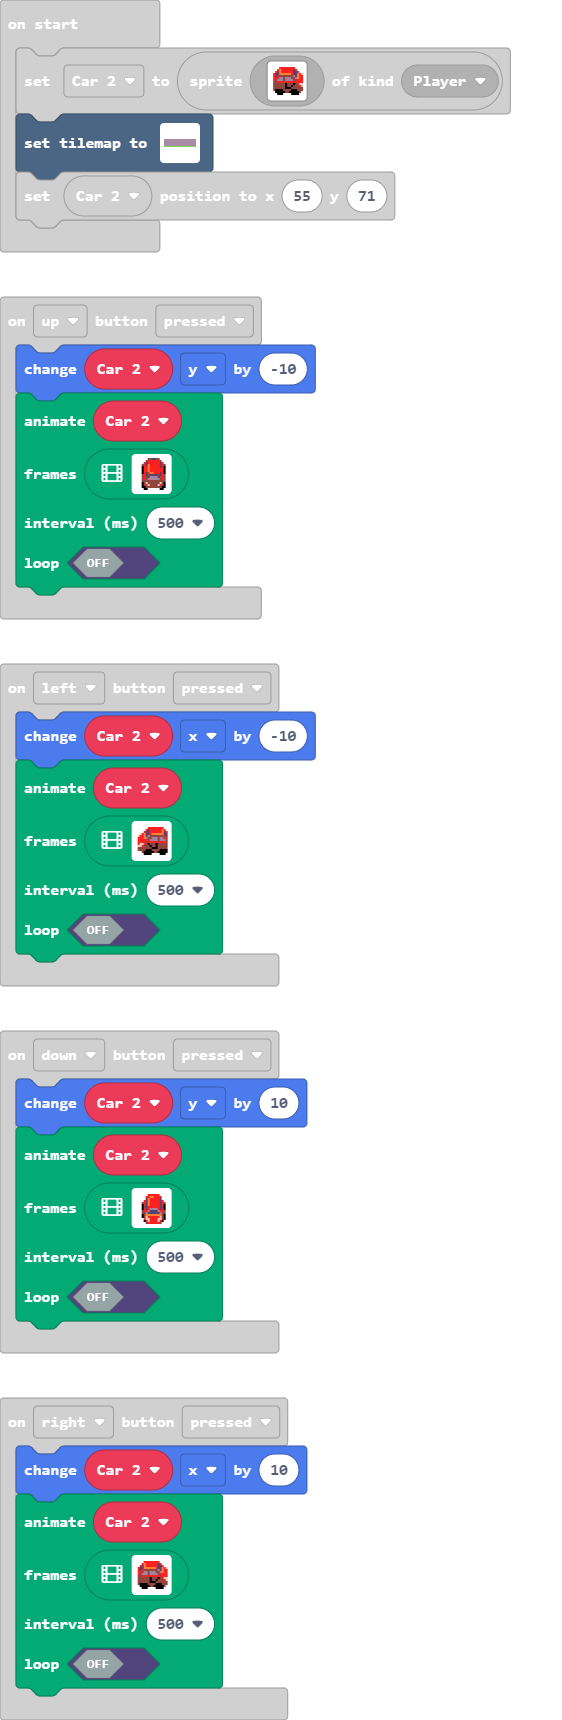 on start
set Car 2 to sprite of kind Player
set tilemap to
set Car 2 position to x 55 y 71
on up button pressed
change Car 2 y by -10
animate Car 2
frames
interval (ms) 500
loop OFF
on left button pressed
change Car 2 x by -10
animate Car 2
frames
interval (ms) 500
loop OFF
on down button pressed
change Car 2 y by 10
animate Car 2
frames
interval (ms) 500
loop OFF
on right button pressed
change Car 2 x by 10
animate Car 2
frames
interval (ms) 500
loop OFF